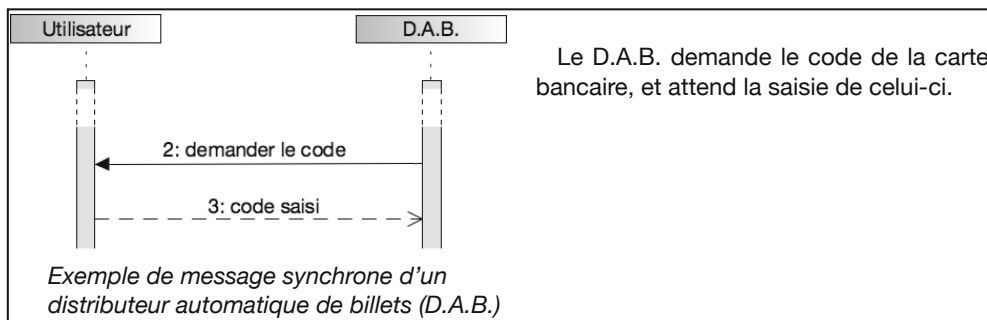 Utilisateur
D.A.B.
Le D.A.B. demande le code de la carte
bancaire, et attend la saisie de celui-ci.
2: demander le code
3: code saisi
Exemple de message synchrone d'un
distributeur automatique de billets (D.A.B.)